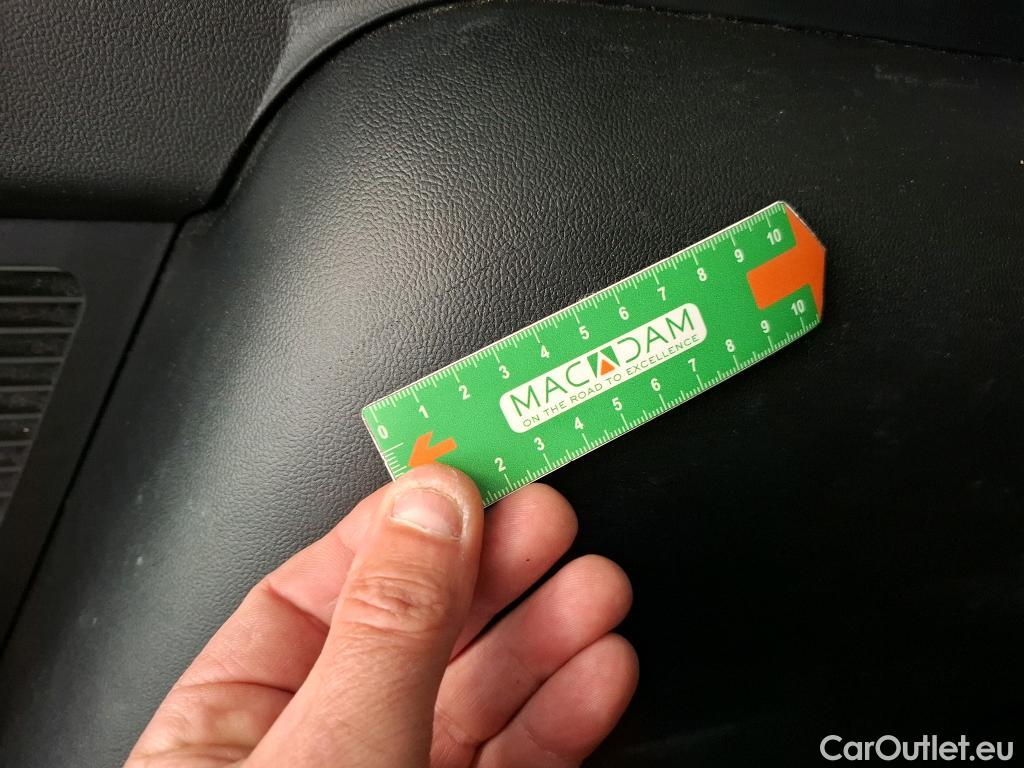 0 1 2 3 4 5 6 7 8 9 10
MACADAM
ON THE ROAD TO EXCELLENCE
2 3 4 5 6 7 8 9 10
CarOutlet.eu